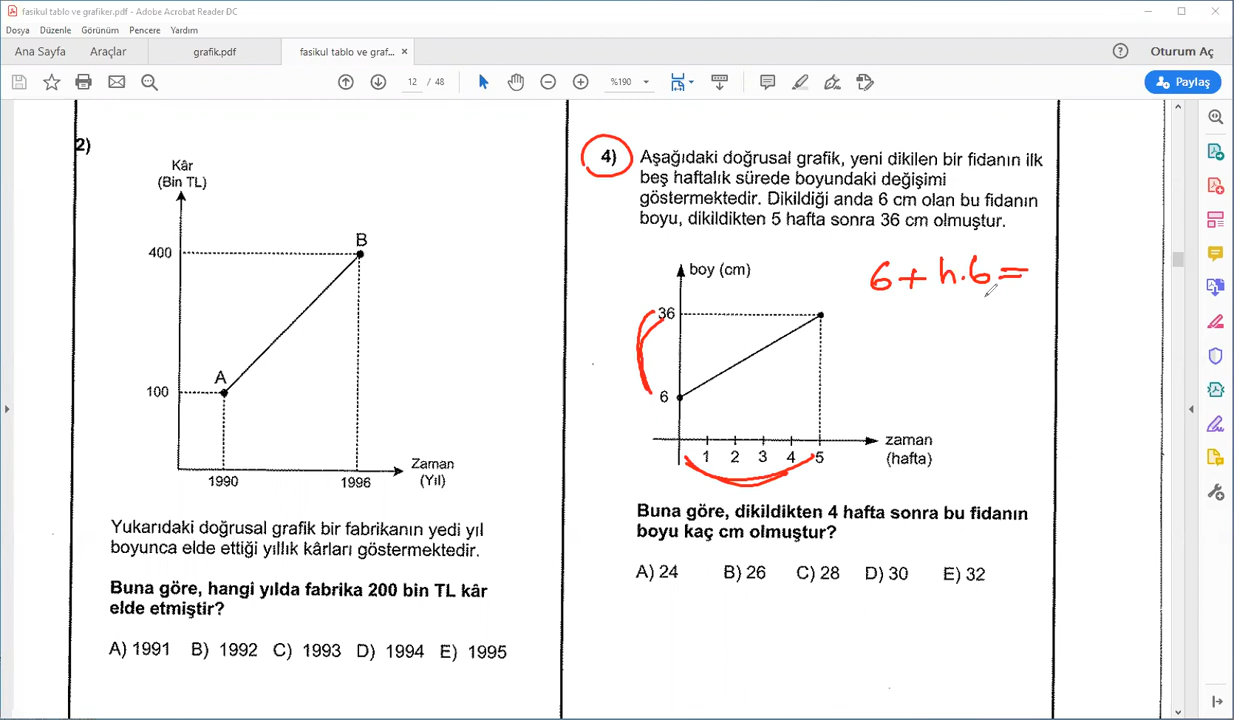 fasikul tablo ve grafiker.pdf - Adobe Acrobat Reader DC
Dosya Düzenle Görünüm Pencere Yardım
Ana Sayfa Araçlar grafik.pdf fasikul tablo ve graf... × Oturum Aç
12 / 48 %190 Paylaş
2)
Kâr
(Bin TL)
400
B
A
100
1990 1996
Zaman
(Yıl)
Yukarıdaki doğrusal grafik bir fabrikanın yedi yıl
boyunca elde ettiği yıllık kârları göstermektedir.
Buna göre, hangi yılda fabrika 200 bin TL kâr
elde etmiştir?
A) 1991 B) 1992 C) 1993 D) 1994 E) 1995
4) Aşağıdaki doğrusal grafik, yeni dikilen bir fidanın ilk
beş haftalık sürede boyundaki değişimi
göstermektedir. Dikildiği anda 6 cm olan bu fidanın
boyu, dikildikten 5 hafta sonra 36 cm olmuştur.
boy (cm)
6 + h.6 =
36
6
1 2 3 4 5
zaman
(hafta)
Buna göre, dikildikten 4 hafta sonra bu fidanın
boyu kaç cm olmuştur?
A) 24 B) 26 C) 28 D) 30 E) 32